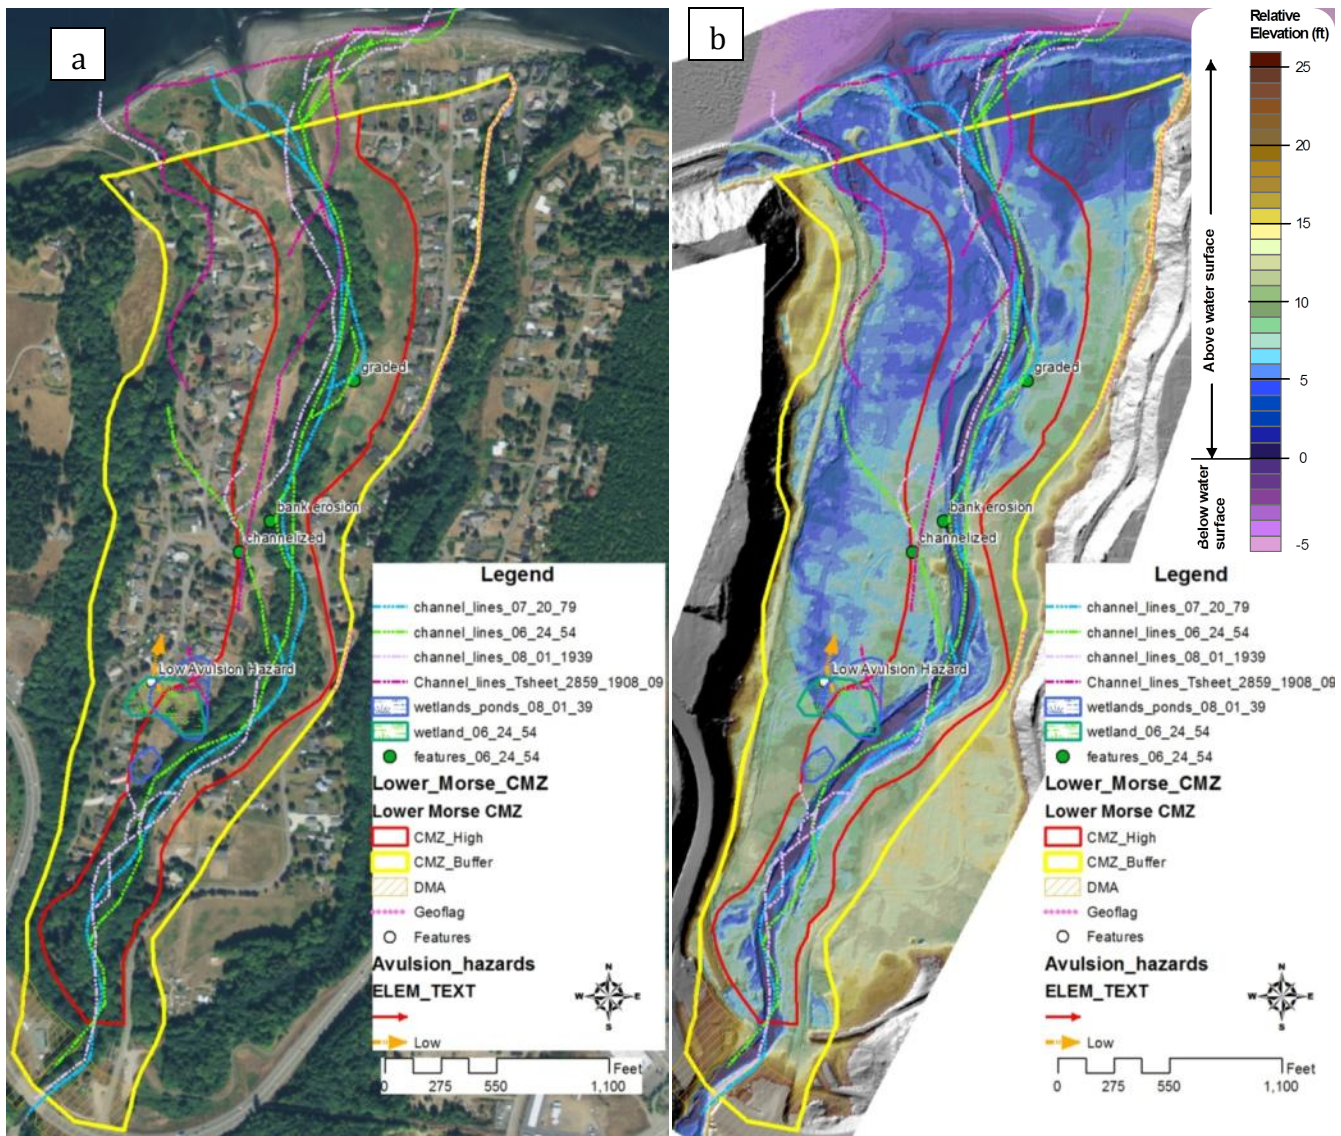 a
graded
bank erosion
channelized
Low Avulsion Hazard
Legend
channel_lines_07_20_79
channel_lines_06_24_54
channel_lines_08_01_1939
Channel_lines_Tsheet_2859_1908_09
wetlands_ponds_08_01_39
wetland_06_24_54
features_06_24_54
Lower_Morse_CMZ
Lower Morse CMZ
CMZ_High
CMZ_Buffer
DMA
Geoflag
Features
Avulsion_hazards
ELEM_TEXT
Low
N
W E
S
Feet
0 275 550 1,100
b
Relative
Elevation (ft)
25
20
15
10
5
0
-5
Above water surface
Below water
surface
graded
bank erosion
channelized
Low Avulsion Hazard
Legend
channel_lines_07_20_79
channel_lines_06_24_54
channel_lines_08_01_1939
Channel_lines_Tsheet_2859_1908_09
wetlands_ponds_08_01_39
wetland_06_24_54
features_06_24_54
Lower_Morse_CMZ
Lower Morse CMZ
CMZ_High
CMZ_Buffer
DMA
Geoflag
Features
Avulsion_hazards
ELEM_TEXT
Low
N
W E
S
Feet
0 275 550 1,100